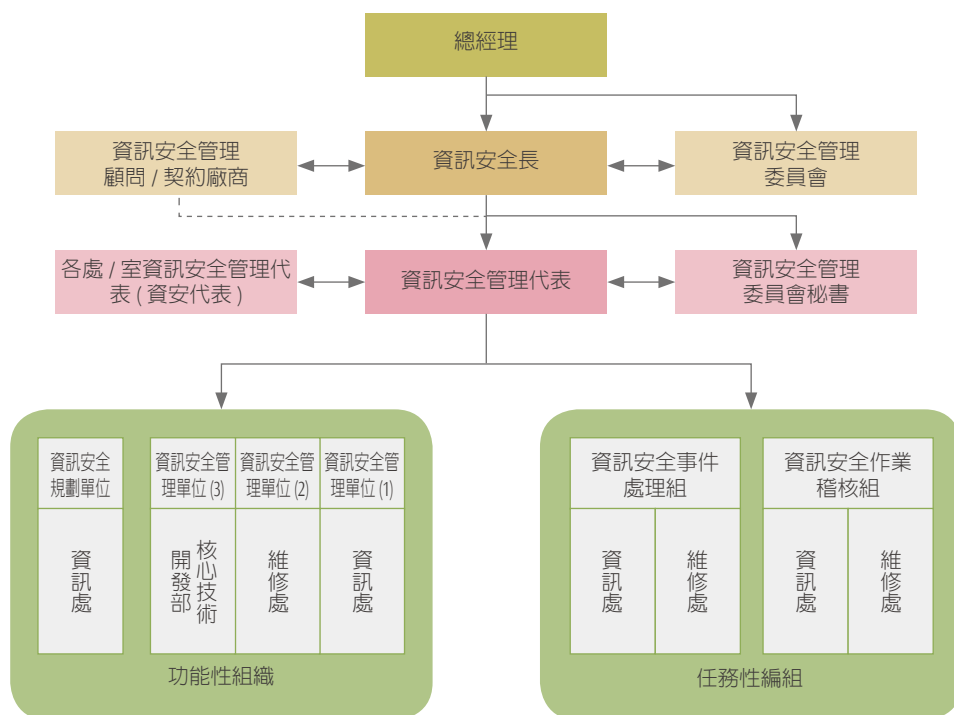 總經理
資訊安全管理
顧問 / 契約廠商
資訊安全長
資訊安全管理
委員會
各處 / 室資訊安全管理代
表 ( 資安代表 )
資訊安全管理代表
資訊安全管理
委員會秘書
資訊安全
規劃單位
資訊安全管
理單位 (3)
資訊安全管
理單位 (2)
資訊安全管
理單位 (1)
資訊處
核心技術
開發部
維修處
資訊處
功能性組織
資訊安全事件
處理組
資訊安全作業
稽核組
資訊處
維修處
資訊處
維修處
任務性編組